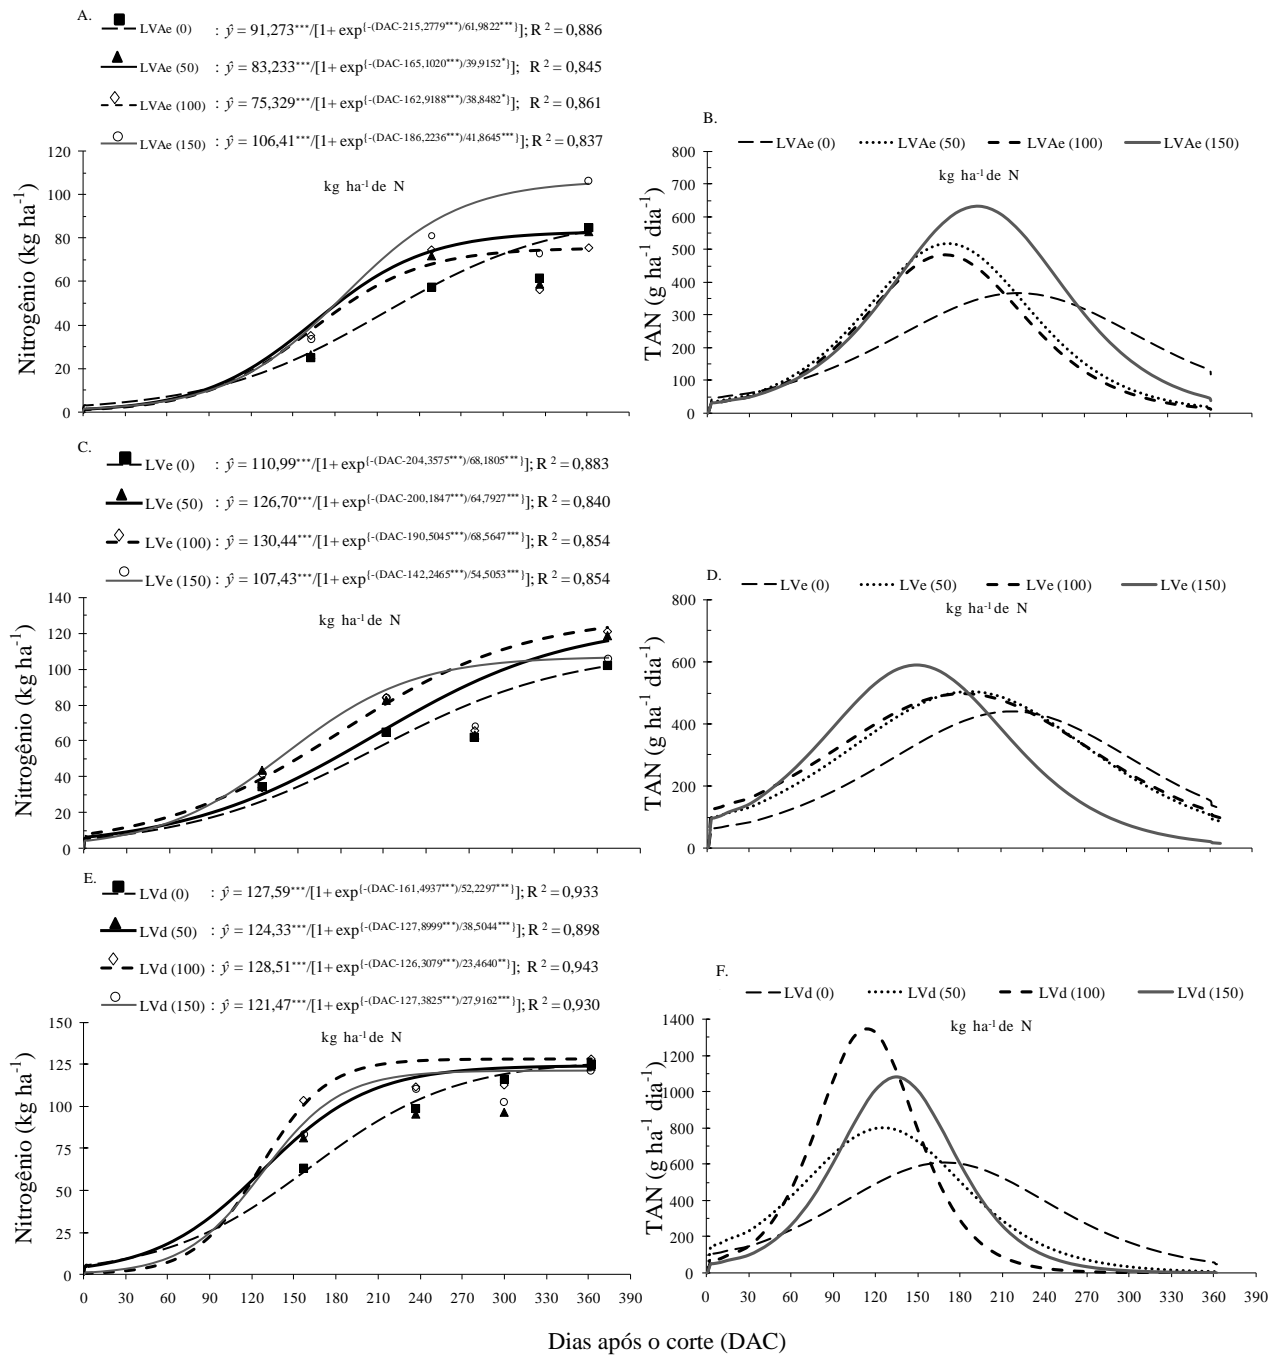 A.
LVAe (0) : ŷ = 91,273***/[1+ exp{-(DAC-215,2779***)/61,9822***}]; R² = 0,886
LVAe (50) : ŷ = 83,233***/[1+ exp{-(DAC-165,1020***)/39,9152*}]; R² = 0,845
LVAe (100) : ŷ = 75,329***/[1+ exp{-(DAC-162,9188***)/38,8482*}]; R² = 0,861
LVAe (150) : ŷ = 106,41***/[1+ exp{-(DAC-186,2236***)/41,8645***}]; R² = 0,837
kg ha⁻¹ de N
Nitrogênio (kg ha⁻¹)
120
100
80
60
40
20
0
B.
LVAe (0) LVAe (50) LVAe (100) LVAe (150)
kg ha⁻¹ de N
TAN (g ha⁻¹ dia⁻¹)
800
700
600
500
400
300
200
100
0
C.
LVe (0) : ŷ = 110,99***/[1+ exp{-(DAC-204,3575***)/68,1805***}]; R² = 0,883
LVe (50) : ŷ = 126,70***/[1+ exp{-(DAC-200,1847***)/64,7927***}]; R² = 0,840
LVe (100) : ŷ = 130,44***/[1+ exp{-(DAC-190,5045***)/68,5647***}]; R² = 0,854
LVe (150) : ŷ = 107,43***/[1+ exp{-(DAC-142,2465***)/54,5053***}]; R² = 0,854
kg ha⁻¹ de N
Nitrogênio (kg ha⁻¹)
140
120
100
80
60
40
20
0
D.
LVe (0) LVe (50) LVe (100) LVe (150)
kg ha⁻¹ de N
TAN (g ha⁻¹ dia⁻¹)
800
600
400
200
0
E.
LVd (0) : ŷ = 127,59***/[1+ exp{-(DAC-161,4937***)/52,2297***}]; R² = 0,933
LVd (50) : ŷ = 124,33***/[1+ exp{-(DAC-127,8999***)/38,5044***}]; R² = 0,898
LVd (100) : ŷ = 128,51***/[1+ exp{-(DAC-126,3079***)/23,4640**}]; R² = 0,943
LVd (150) : ŷ = 121,47***/[1+ exp{-(DAC-127,3825***)/27,9162***}]; R² = 0,930
kg ha⁻¹ de N
Nitrogênio (kg ha⁻¹)
150
125
100
75
50
25
0
0 30 60 90 120 150 180 210 240 270 300 330 360 390
F.
LVd (0) LVd (50) LVd (100) LVd (150)
kg ha⁻¹ de N
TAN (g ha⁻¹ dia⁻¹)
1400
1200
1000
800
600
400
200
0
0 30 60 90 120 150 180 210 240 270 300 330 360 390
Dias após o corte (DAC)